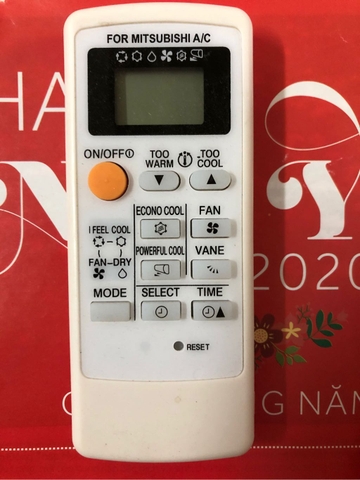 FOR MITSUBISHI A/C
ON/OFF
TOO WARM
TOO COOL
ECONO COOL
FAN
I FEEL COOL
POWERFUL COOL
VANE
FAN-DRY
MODE
SELECT
TIME
RESET
HA
N
Y
2020
G NĂM